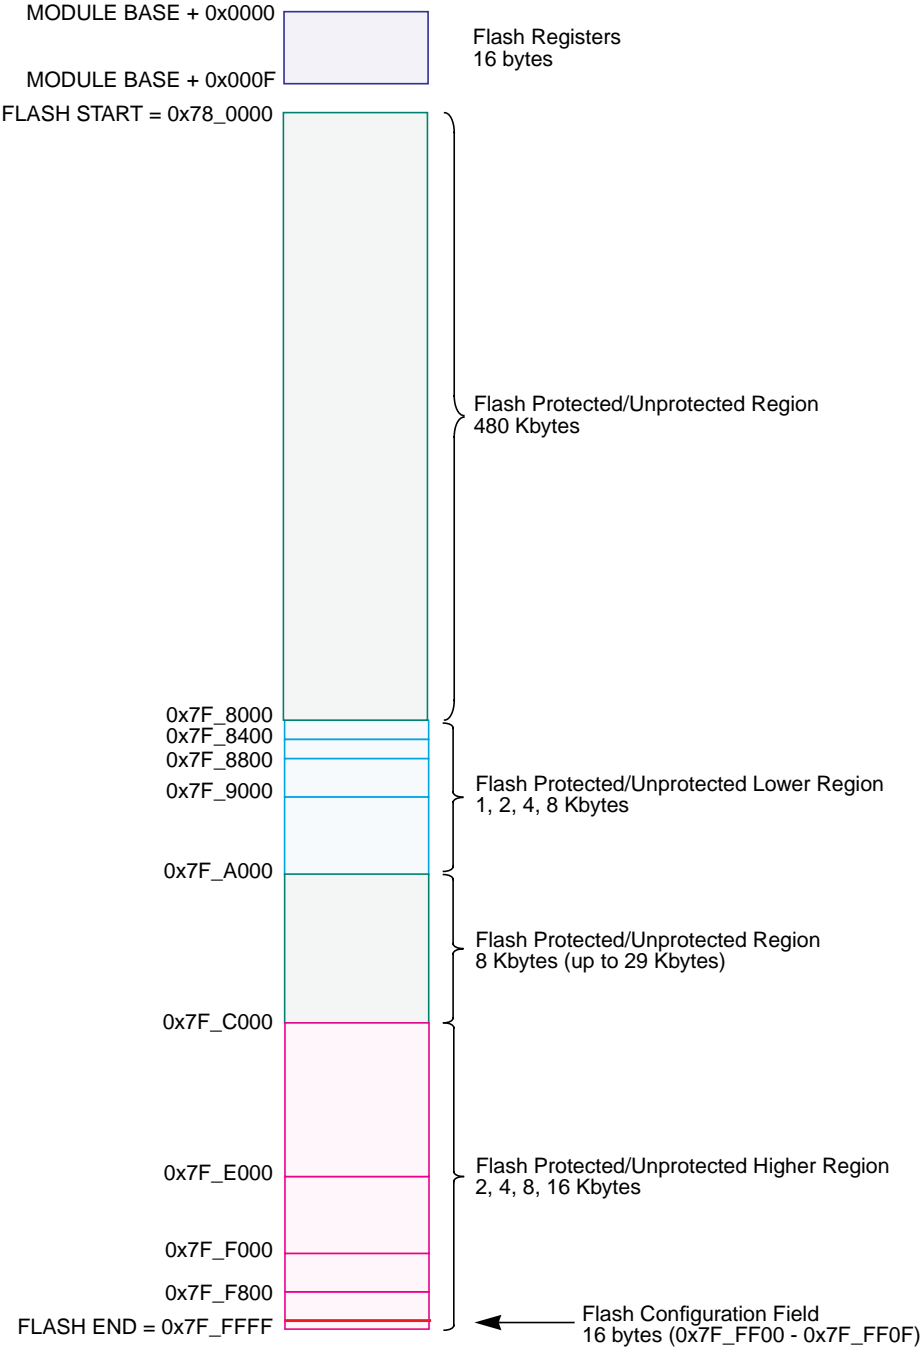 MODULE BASE + 0x0000
Flash Registers
16 bytes
MODULE BASE + 0x000F
FLASH START = 0x78_0000
Flash Protected/Unprotected Region
480 Kbytes
0x7F_8000
0x7F_8400
0x7F_8800
0x7F_9000
Flash Protected/Unprotected Lower Region
1, 2, 4, 8 Kbytes
0x7F_A000
Flash Protected/Unprotected Region
8 Kbytes (up to 29 Kbytes)
0x7F_C000
0x7F_E000
Flash Protected/Unprotected Higher Region
2, 4, 8, 16 Kbytes
0x7F_F000
0x7F_F800
FLASH END = 0x7F_FFFF
Flash Configuration Field
16 bytes (0x7F_FF00 - 0x7F_FF0F)